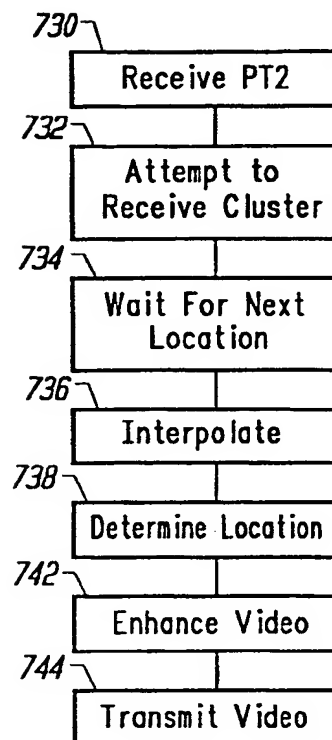 730
Receive PT2
732
Attempt to
Receive Cluster
734
Wait For Next
Location
736
Interpolate
738
Determine Location
742
Enhance Video
744
Transmit Video